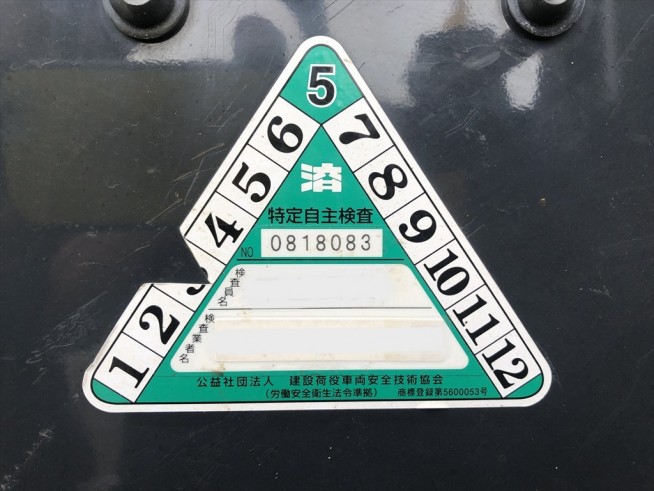 5
1 2 3 4 5 6
7 8 9 10 11 12
済
特定自主検査
NO 0818083
検査員名
検査業者名
公益社団法人 建設荷役車両安全技術協会
(労働安全衛生法令準拠) 商標登録第5600053号